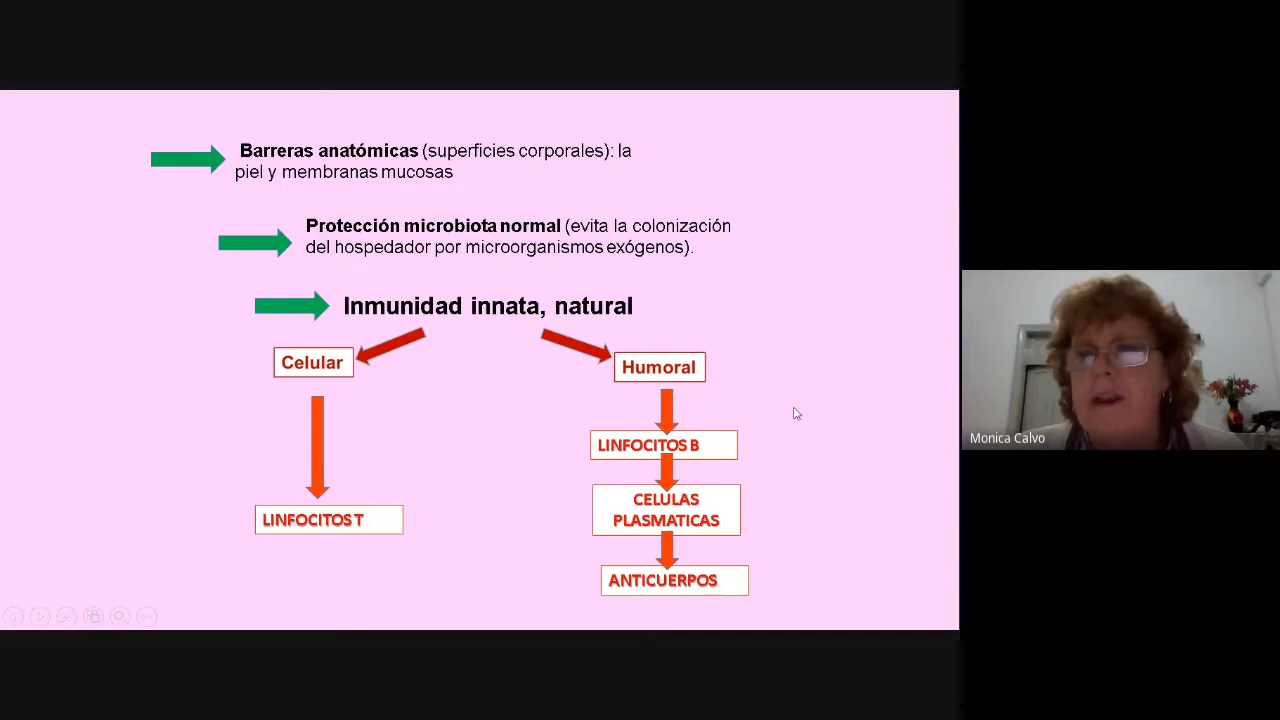 Barreras anatómicas (superficies corporales): la
piel y membranas mucosas
Protección microbiota normal (evita la colonización
del hospedador por microorganismos exógenos).
Inmunidad innata, natural
Celular
Humoral
LINFOCITOS B
CELULAS
PLASMATICAS
LINFOCITOS T
ANTICUERPOS
Monica Calvo